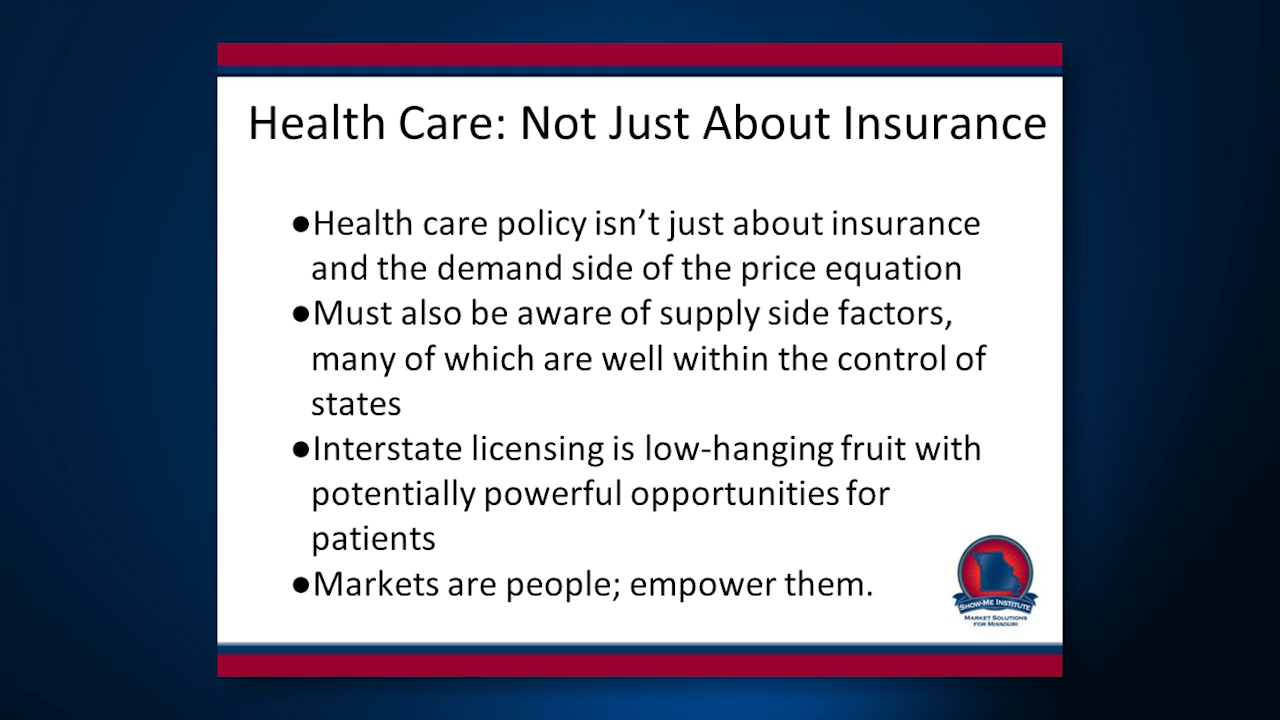 Health Care: Not Just About Insurance
●Health care policy isn’t just about insurance
and the demand side of the price equation
●Must also be aware of supply side factors,
many of which are well within the control of
states
●Interstate licensing is low-hanging fruit with
potentially powerful opportunities for
patients
●Markets are people; empower them.
SHOW-ME INSTITUTE
MARKET SOLUTIONS
FOR MISSOURI